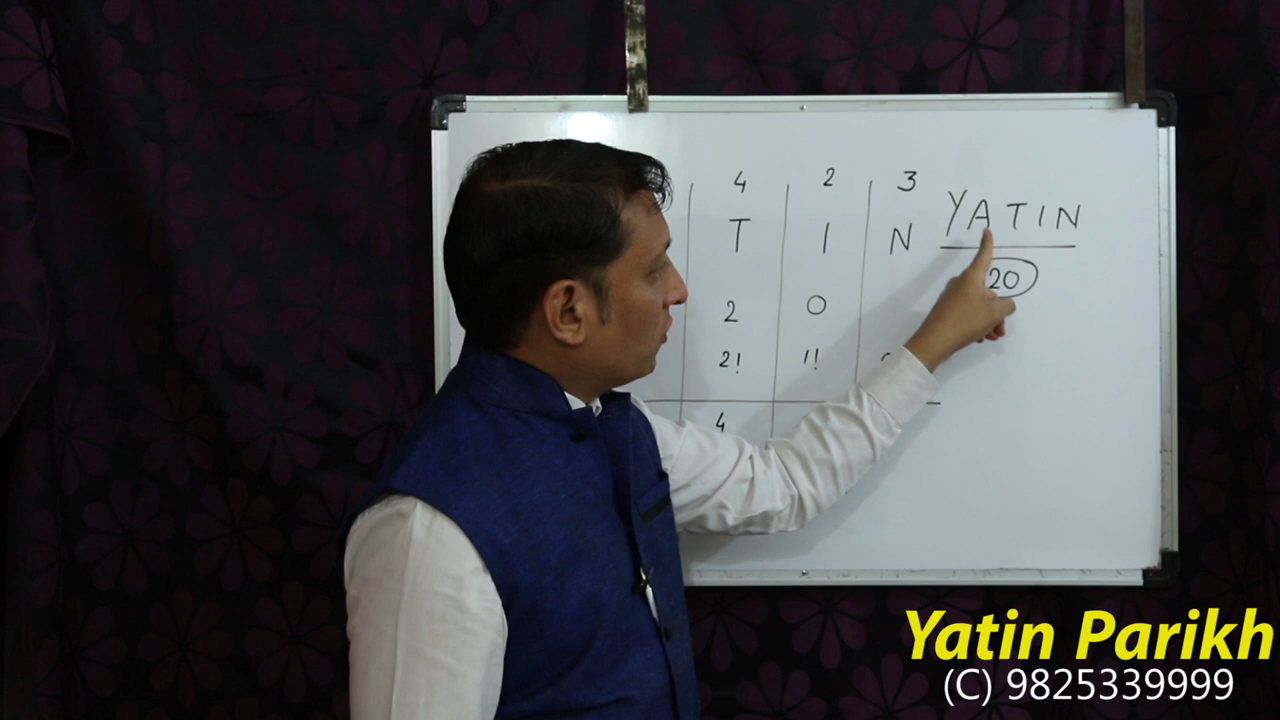 4 2 3
T I N
YATIN
20
2 0
2! 1!
4
Yatin Parikh
(C) 9825339999